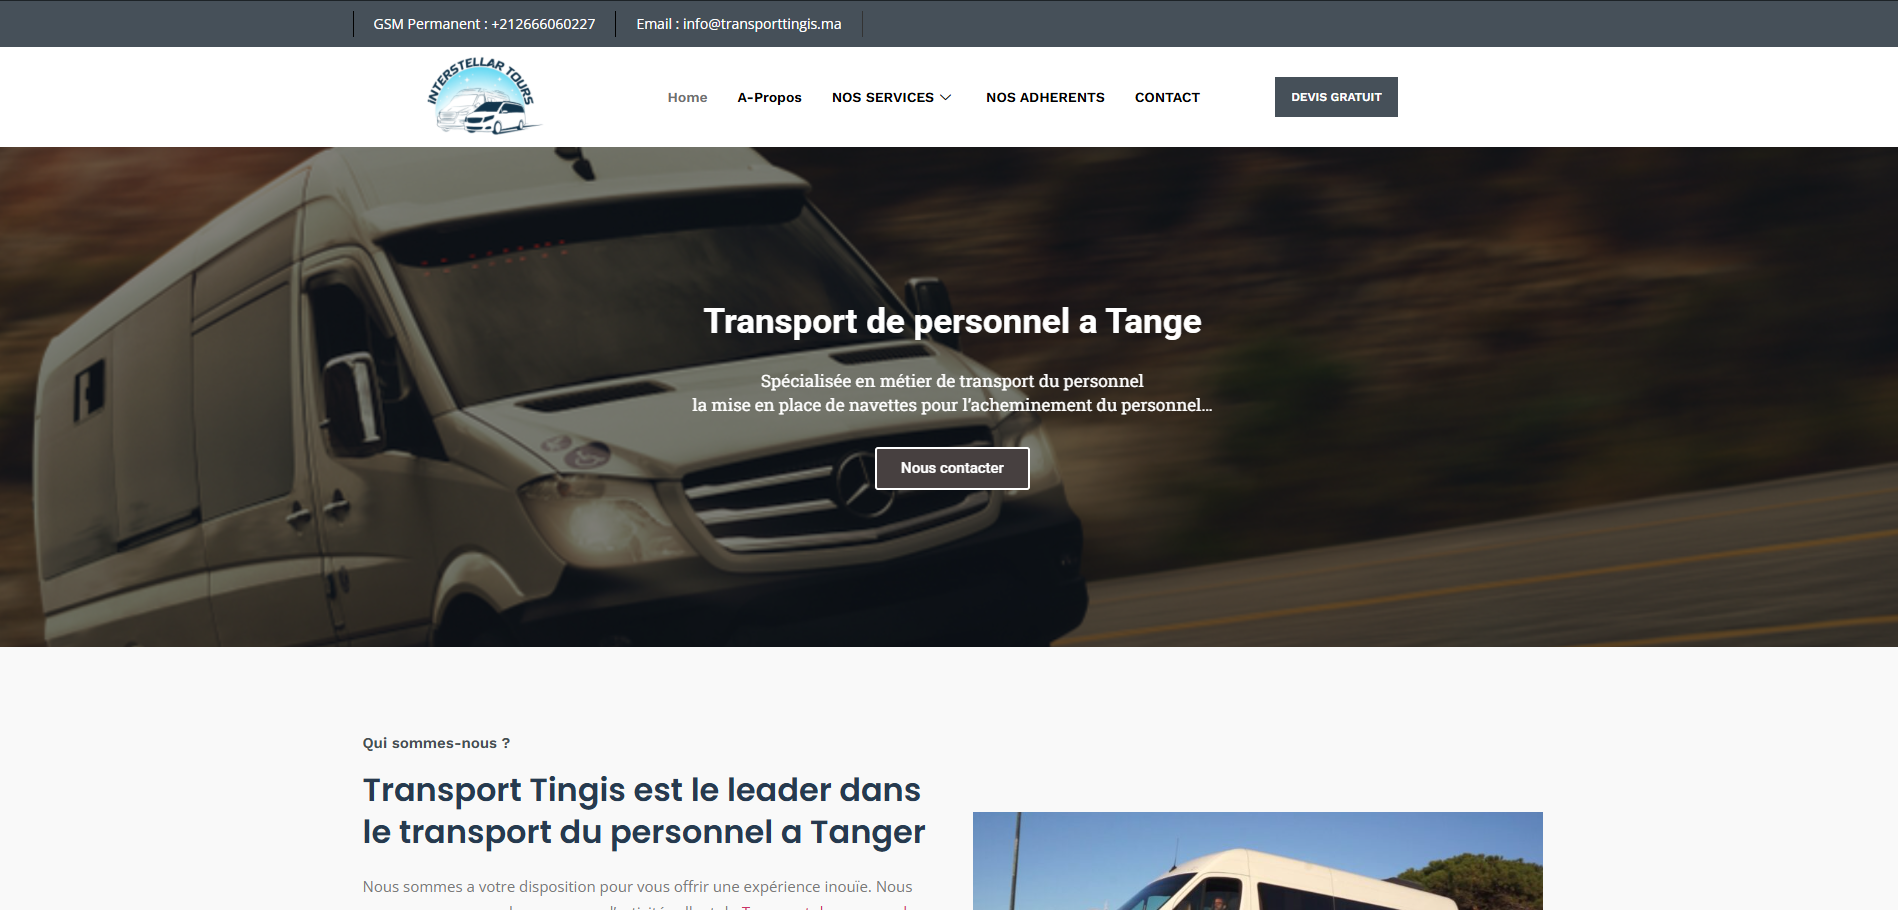 GSM Permanent : +212666060227
Email : info@transporttingis.ma
INTERSTELLAR TOURS
Home
A-Propos
NOS SERVICES
NOS ADHERENTS
CONTACT
DEVIS GRATUIT
Transport de personnel a Tange
Spécialisée en métier de transport du personnel
la mise en place de navettes pour l’acheminement du personnel...
Nous contacter
Qui sommes-nous ?
Transport Tingis est le leader dans
le transport du personnel a Tanger
Nous sommes a votre disposition pour vous offrir une expérience inouïe. Nous